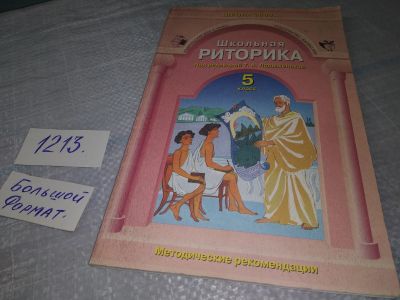 Школьная
РИТОРИКА
5
класс
Методические рекомендации
1213.
Большой
Формат.